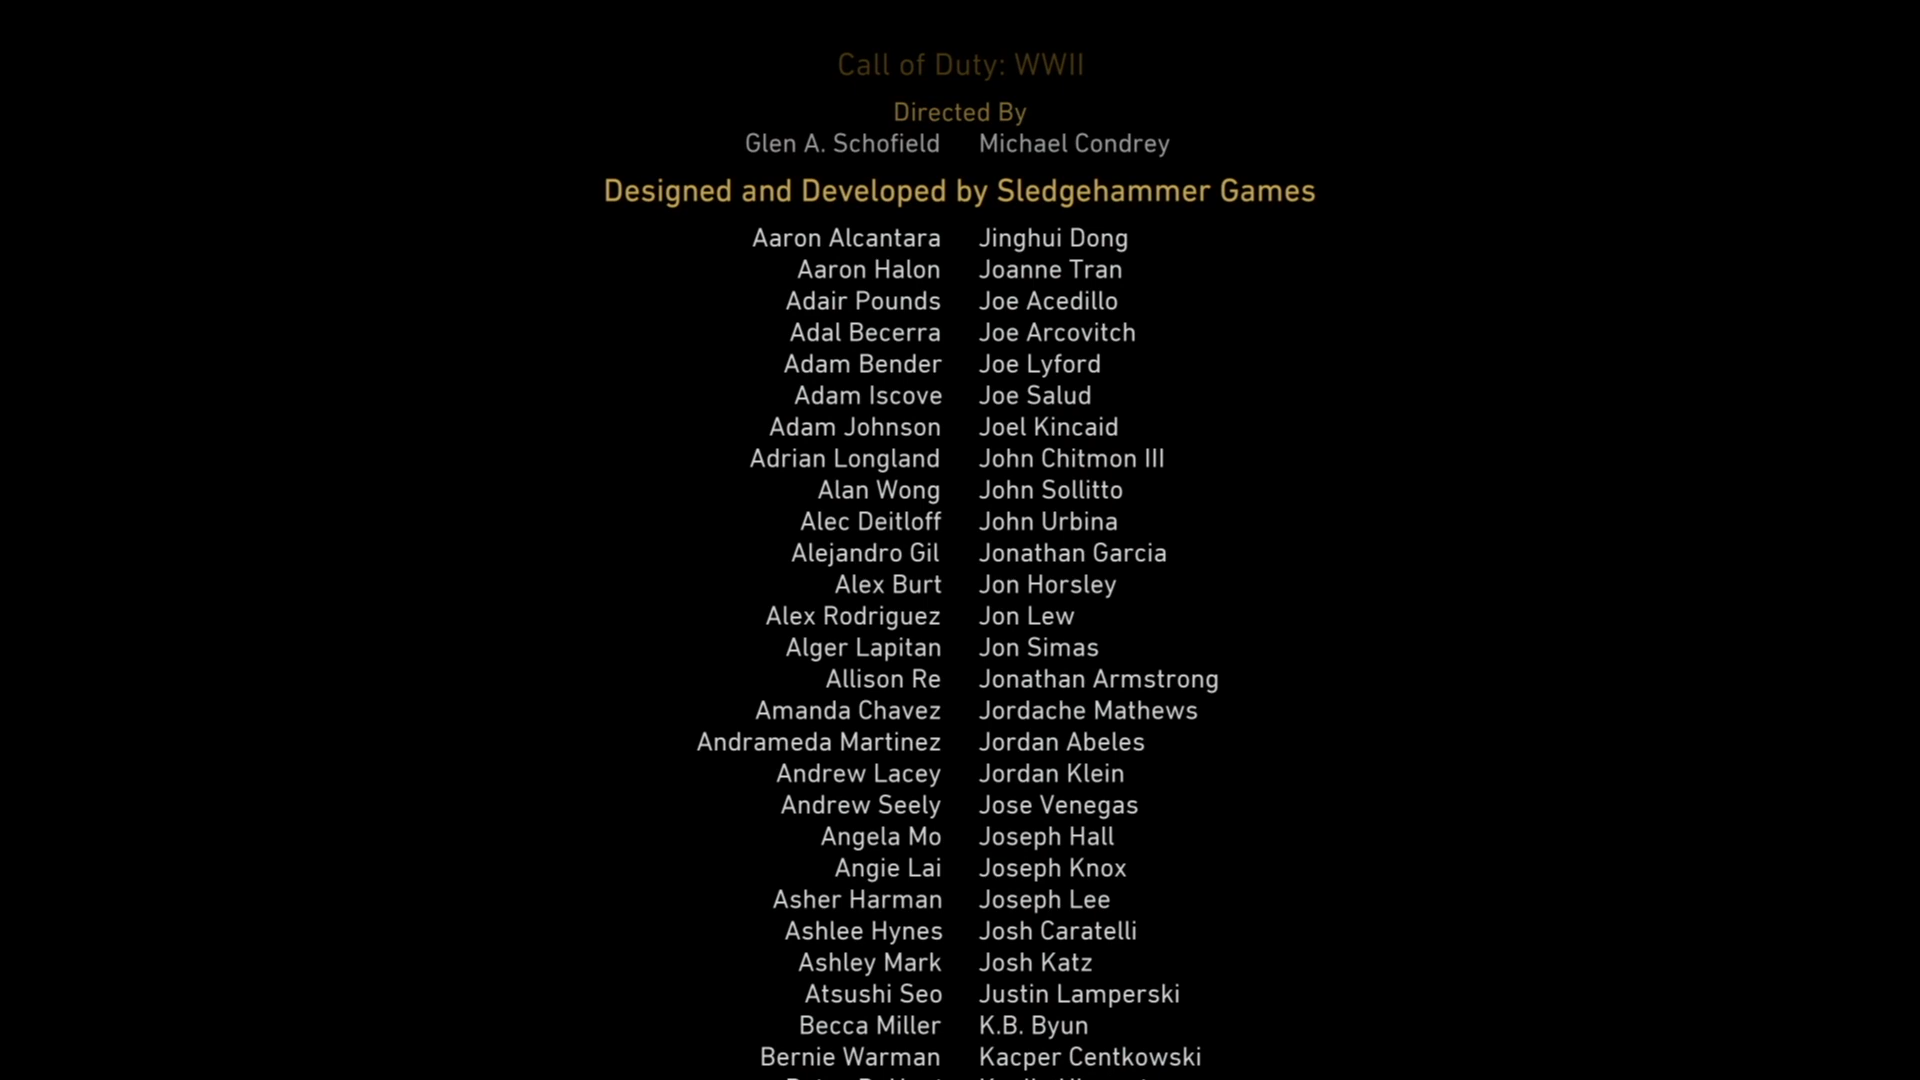 Call of Duty: WWII
Directed By
Glen A. Schofield Michael Condrey
Designed and Developed by Sledgehammer Games
Aaron Alcantara Jinghui Dong
Aaron Halon Joanne Tran
Adair Pounds Joe Acedillo
Adal Becerra Joe Arcovitch
Adam Bender Joe Lyford
Adam Iscove Joe Salud
Adam Johnson Joel Kincaid
Adrian Longland John Chitmon III
Alan Wong John Sollitto
Alec Deitloff John Urbina
Alejandro Gil Jonathan Garcia
Alex Burt Jon Horsley
Alex Rodriguez Jon Lew
Alger Lapitan Jon Simas
Allison Re Jonathan Armstrong
Amanda Chavez Jordache Mathews
Andrameda Martinez Jordan Abeles
Andrew Lacey Jordan Klein
Andrew Seely Jose Venegas
Angela Mo Joseph Hall
Angie Lai Joseph Knox
Asher Harman Joseph Lee
Ashlee Hynes Josh Caratelli
Ashley Mark Josh Katz
Atsushi Seo Justin Lamperski
Becca Miller K.B. Byun
Bernie Warman Kacper Centkowski